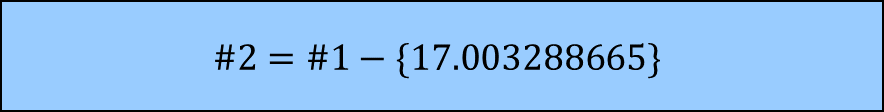 #2 = #1 − {17.003288665}